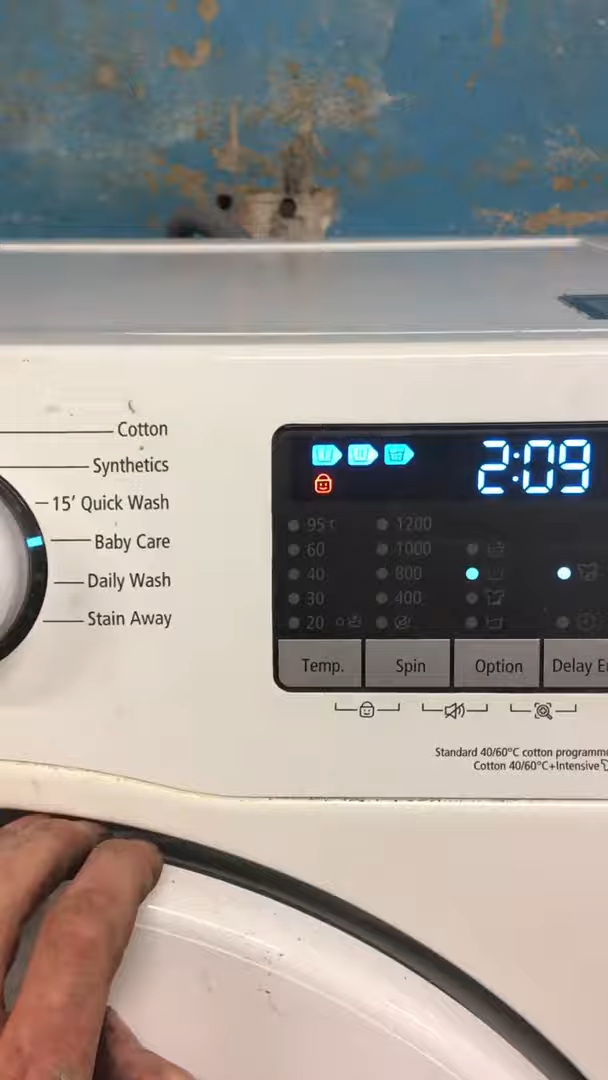 Cotton
Synthetics
15’ Quick Wash
Baby Care
Daily Wash
Stain Away
2:09
95°c 1200
60 1000
40 800
30 400
20
Temp. Spin Option Delay E
Standard 40/60°C cotton programm
Cotton 40/60°C+Intensive